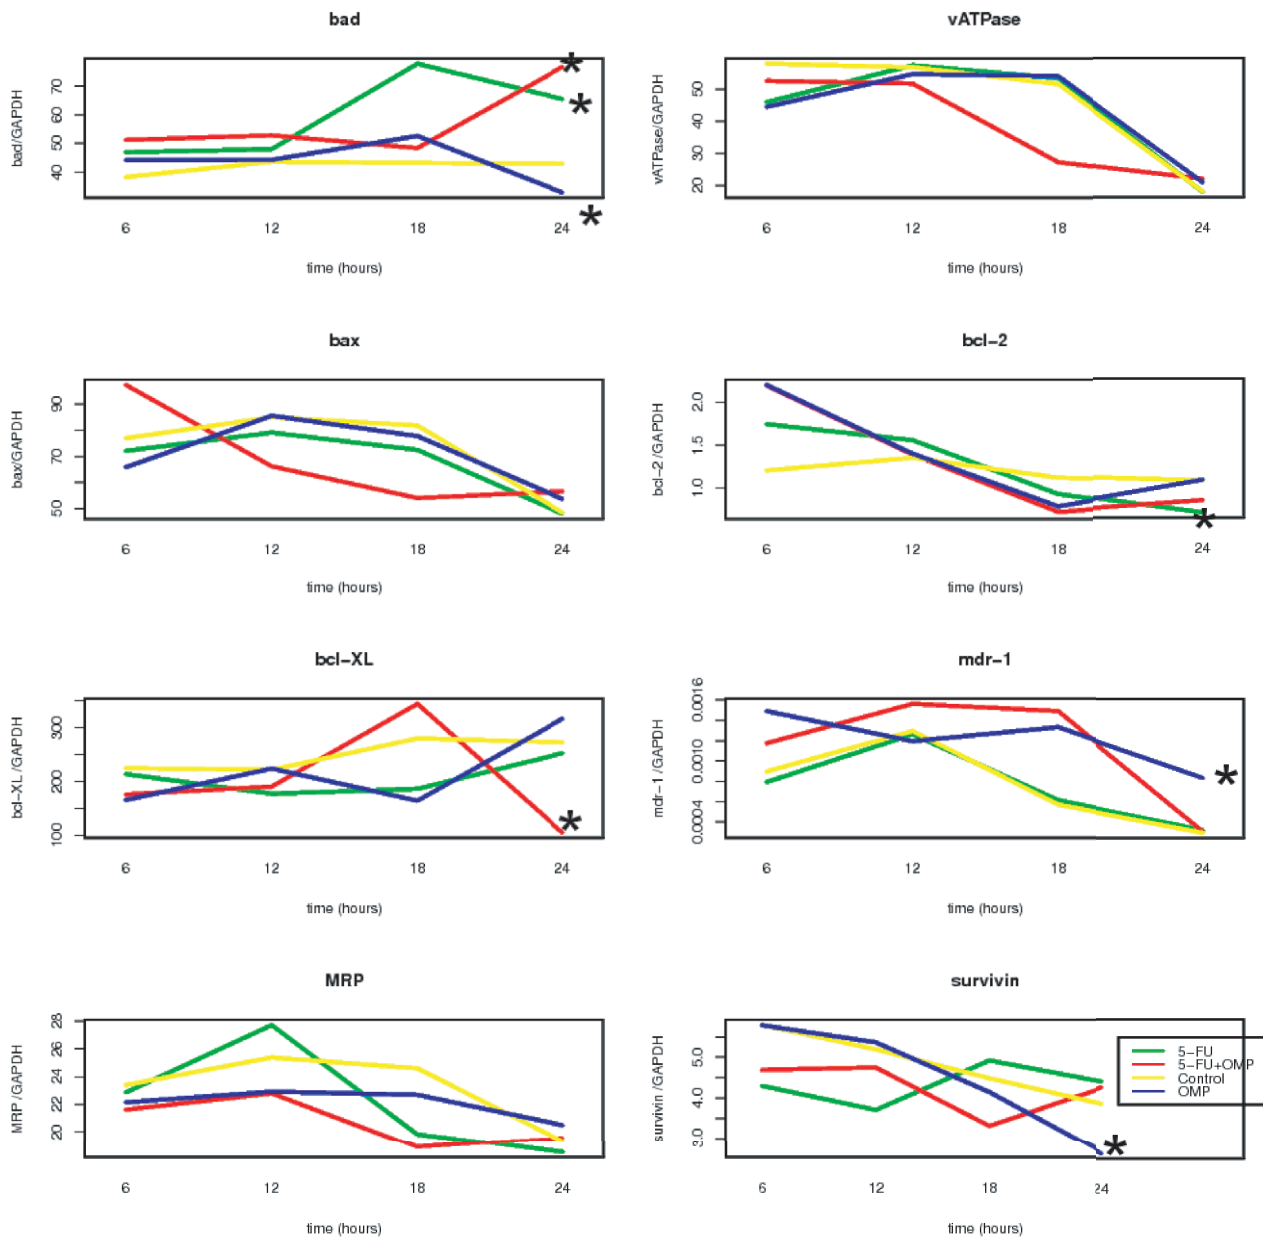 bad
bad/GAPDH
70
60
50
40
*
*
*
6 12 18 24
time (hours)
vATPase
vATPase/GAPDH
50
40
30
20
6 12 18 24
time (hours)
bax
bax/GAPDH
90
70
50
6 12 18 24
time (hours)
bcl-2
bcl-2 /GAPDH
2.0
1.5
1.0
*
6 12 18 24
time (hours)
bcl-XL
bcl-XL /GAPDH
300
200
100
*
6 12 18 24
time (hours)
mdr-1
mdr-1 /GAPDH
0.0016
0.0010
0.0004
*
6 12 18 24
time (hours)
MRP
MRP /GAPDH
28
26
24
22
20
6 12 18 24
time (hours)
survivin
survivin /GAPDH
5.0
4.0
3.0
*
5-FU
5-FU+OMP
Control
OMP
6 12 18 24
time (hours)